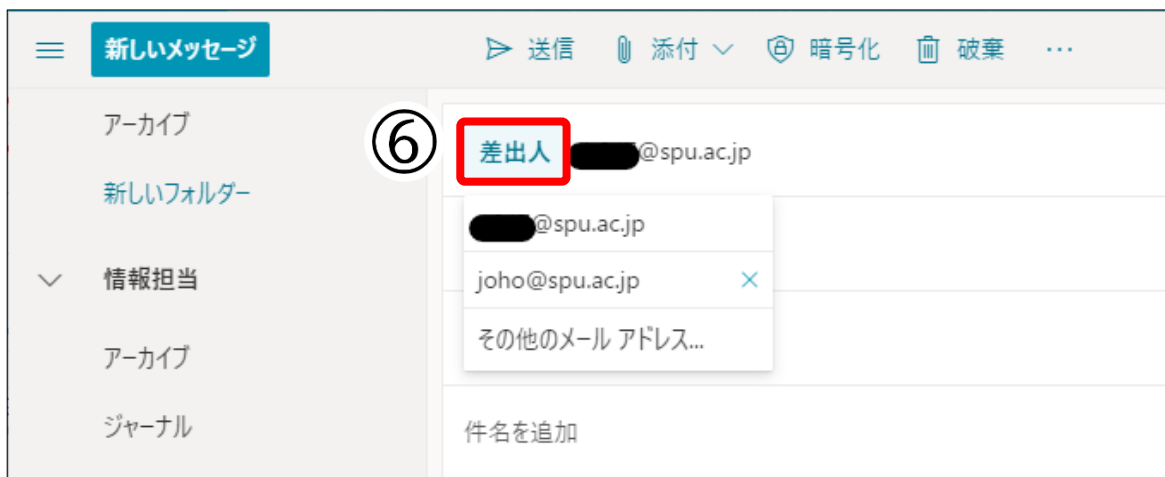 新しいメッセージ
送信 添付 暗号化 破棄 ...
アーカイブ
⑥ 差出人 @spu.ac.jp
新しいフォルダー
@spu.ac.jp
情報担当
joho@spu.ac.jp
その他のメール アドレス...
アーカイブ
ジャーナル
件名を追加